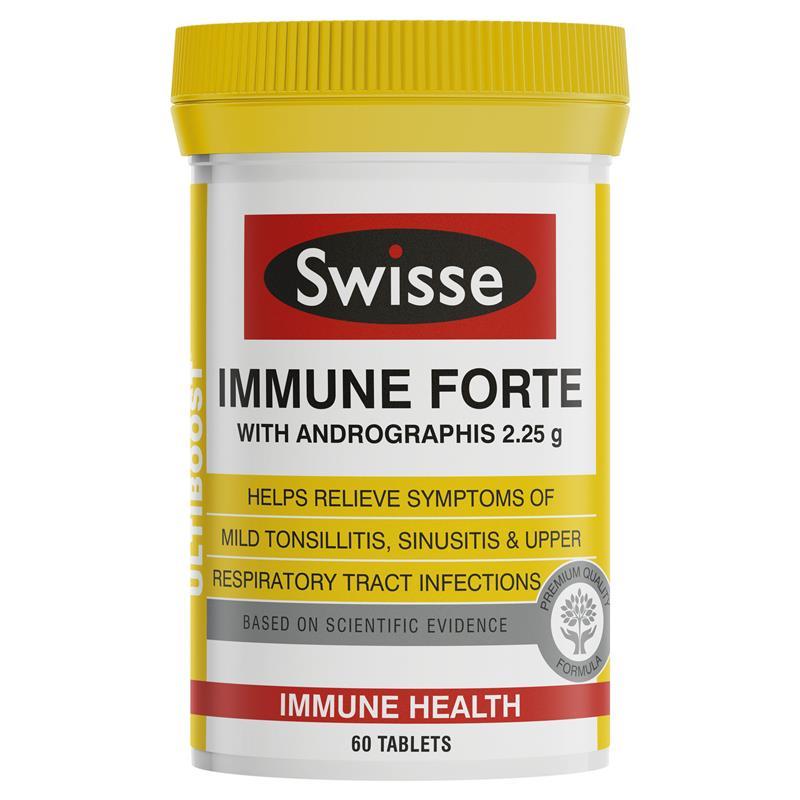 Swisse
ULTIBOOST
IMMUNE FORTE
WITH ANDROGRAPHIS 2.25 g
HELPS RELIEVE SYMPTOMS OF
MILD TONSILLITIS, SINUSITIS & UPPER
RESPIRATORY TRACT INFECTIONS
PREMIUM QUALITY
FORMULA
BASED ON SCIENTIFIC EVIDENCE
IMMUNE HEALTH
60 TABLETS